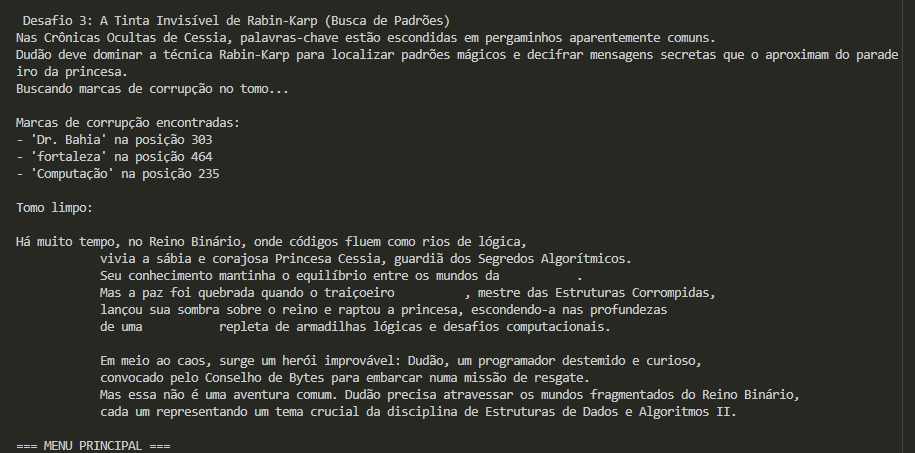 Desafio 3: A Tinta Invisível de Rabin-Karp (Busca de Padrões)
Nas Crônicas Ocultas de Cessia, palavras-chave estão escondidas em pergaminhos aparentemente comuns.
Dudão deve dominar a técnica Rabin-Karp para localizar padrões mágicos e decifrar mensagens secretas que o aproximam do parade
iro da princesa.
Buscando marcas de corrupção no tomo...
Marcas de corrupção encontradas:
- 'Dr. Bahia' na posição 303
- 'fortaleza' na posição 464
- 'Computação' na posição 235
Tomo limpo:
Há muito tempo, no Reino Binário, onde códigos fluem como rios de lógica,
vivia a sábia e corajosa Princesa Cessia, guardiã dos Segredos Algorítmicos.
Seu conhecimento mantinha o equilíbrio entre os mundos da           .
Mas a paz foi quebrada quando o traiçoeiro          , mestre das Estruturas Corrompidas,
lançou sua sombra sobre o reino e raptou a princesa, escondendo-a nas profundezas
de uma           repleta de armadilhas lógicas e desafios computacionais.
Em meio ao caos, surge um herói improvável: Dudão, um programador destemido e curioso,
convocado pelo Conselho de Bytes para embarcar numa missão de resgate.
Mas essa não é uma aventura comum. Dudão precisa atravessar os mundos fragmentados do Reino Binário,
cada um representando um tema crucial da disciplina de Estruturas de Dados e Algoritmos II.
=== MENU PRINCIPAL ===